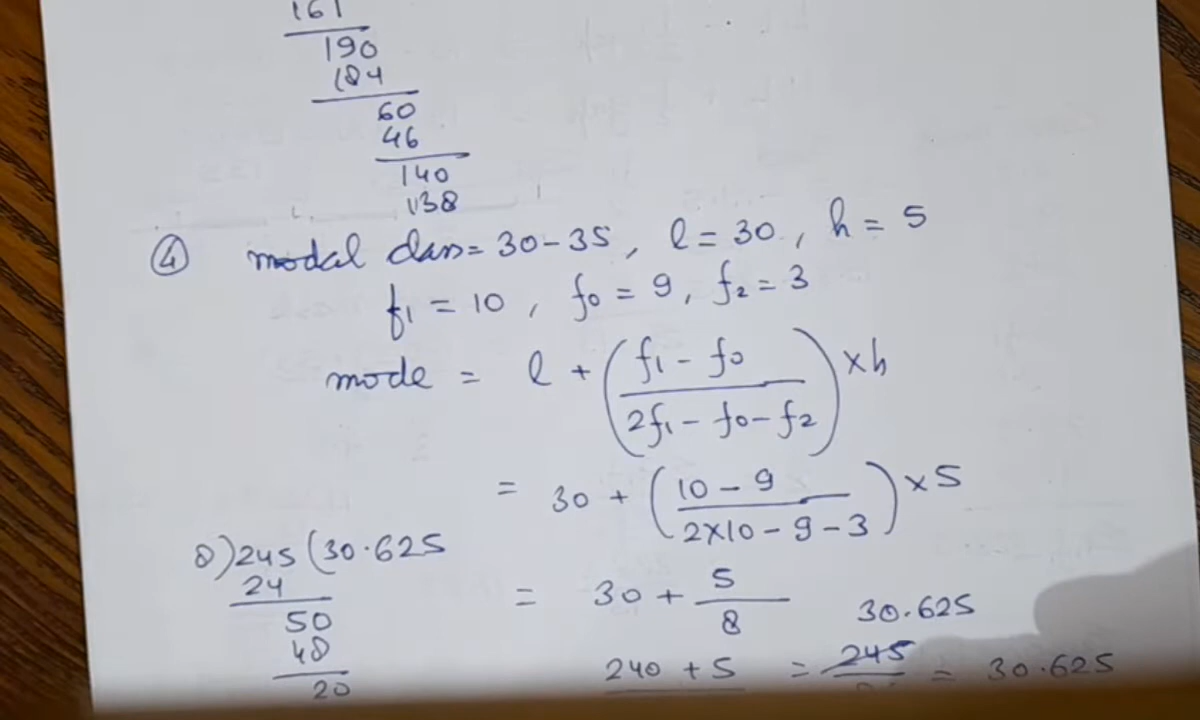 161
190
184
60
46
140
138
④ modal class = 30-35, l = 30, h = 5
f₁ = 10, f₀ = 9, f₂ = 3
mode = l + (f₁ - f₀ / 2f₁ - f₀ - f₂) × h
= 30 + (10 - 9 / 2×10 - 9 - 3) × 5
8)245(30.625
24
50
48
20
= 30 + 5/8
30.625
240 + 5 = 245 = 30.625